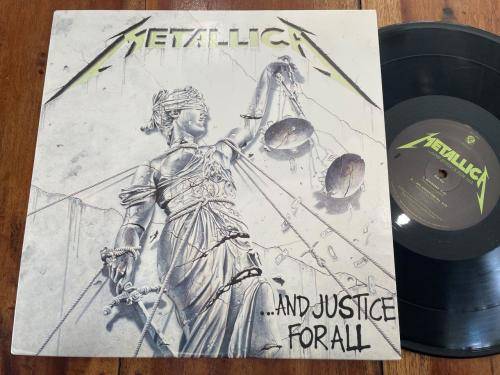 METALLICA
...AND JUSTICE
FOR ALL
METALLICA